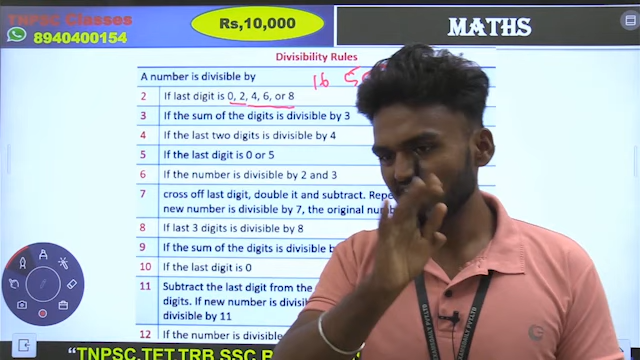 TNPSC Classes
8940400154
Rs,10,000
MATHS
Divisibility Rules
A number is divisible by
16
2 If last digit is 0, 2, 4, 6, or 8
3 If the sum of the digits is divisible by 3
4 If the last two digits is divisible by 4
5 If the last digit is 0 or 5
6 If the number is divisible by 2 and 3
7 cross off last digit, double it and subtract.
new number is divisible by 7, the original
8 If last 3 digits is divisible by 8
9 If the sum of the digits is divisible
10 If the last digit is 0
11 Subtract the last digit from the
digits. If new number is
divisible by 11
12 If the number is divisible
"TNPSC,TET,TRB,SSC